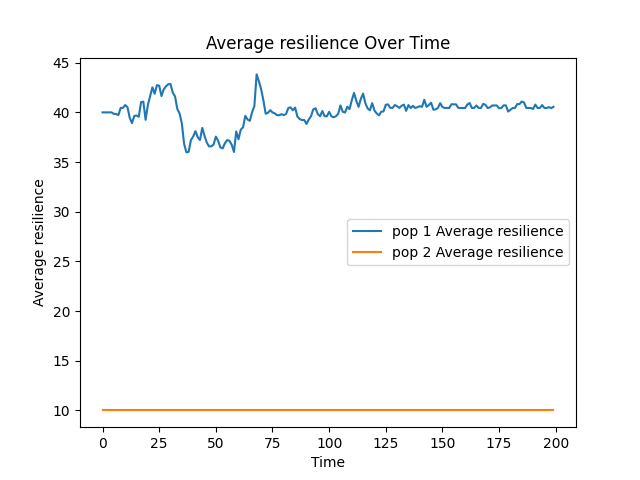 Average resilience Over Time
Average resilience
45
40
35
30
25
20
15
10
pop 1 Average resilience
pop 2 Average resilience
0 25 50 75 100 125 150 175 200
Time